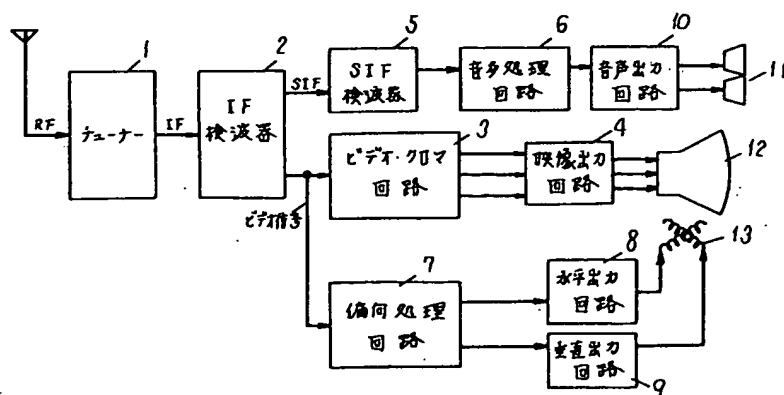 1
2
5
6
10
11
RF
チューナー
IF
IF
検波器
SIF
SIF
検波器
音多処理
回路
音声出力
回路
3
4
12
ビデオ・クロマ
回路
映像出力
回路
ビデオ信号
7
8
13
偏向処理
回路
水平出力
回路
垂直出力
回路
9